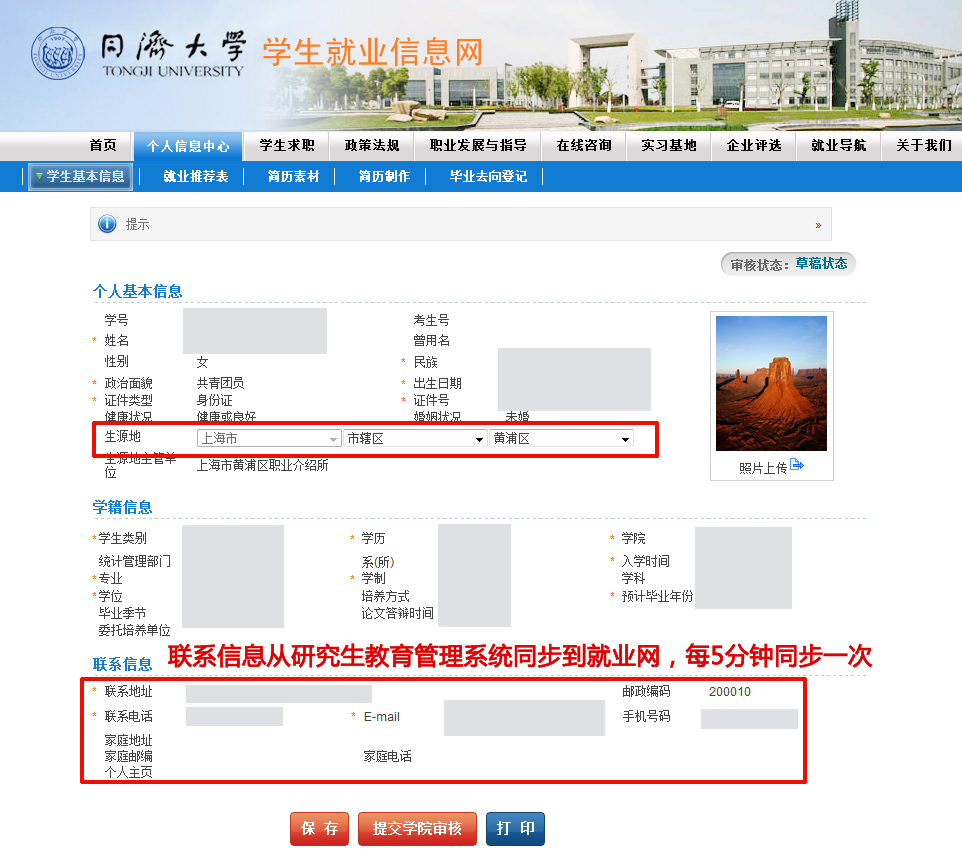 同濟大學 学生就业信息网
TONGJI UNIVERSITY
首页 个人信息中心 学生求职 政策法规 职业发展与指导 在线咨询 实习基地 企业评选 就业导航 关于我们
▼学生基本信息 就业推荐表 简历素材 简历制作 毕业去向登记
提示 »
审核状态：草稿状态
个人基本信息
学号 考生号
* 姓名 曾用名
性别 女 * 民族
* 政治面貌 共青团员 * 出生日期
* 证件类型 身份证 * 证件号
健康状况 健康或良好 婚姻状况 未婚
生源地 上海市 市辖区 黄浦区
生源地主管单
位 上海市黄浦区职业介绍所
照片上传
学籍信息
*学生类别 * 学历 * 学院
统计管理部门 系(所) * 入学时间
*专业 * 学制 学科
*学位 培养方式 * 预计毕业年份
毕业季节 论文答辩时间
委托培养单位
联系信息 联系信息从研究生教育管理系统同步到就业网，每5分钟同步一次
* 联系地址 邮政编码 200010
* 联系电话 * E-mail 手机号码
家庭地址
家庭邮编 家庭电话
个人主页
保 存 提交学院审核 打 印